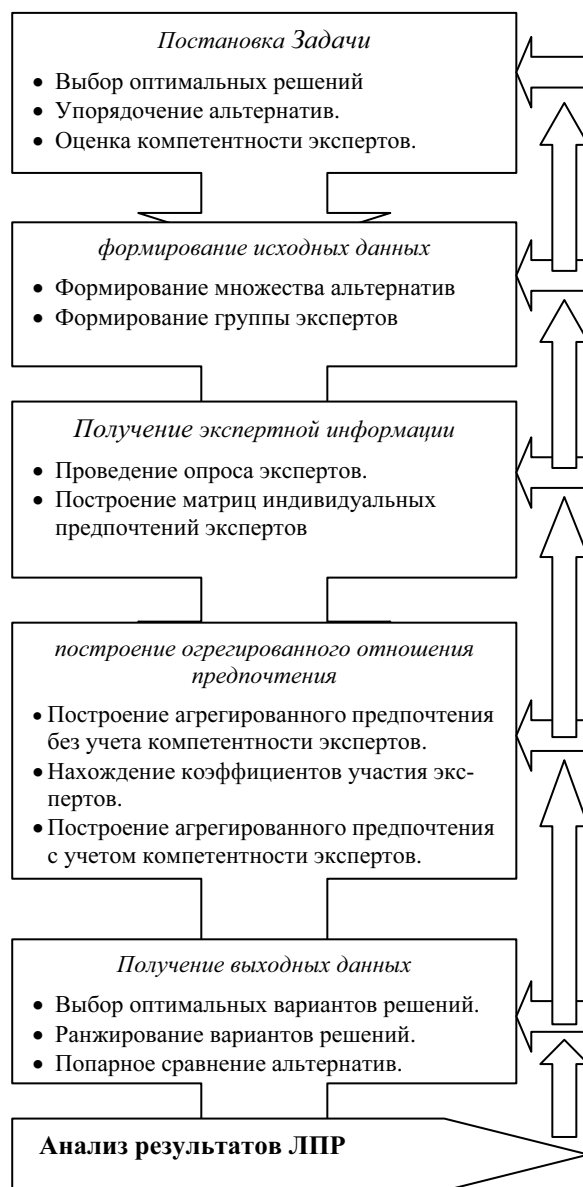 Постановка Задачи
• Выбор оптимальных решений
• Упорядочение альтернатив.
• Оценка компетентности экспертов.
формирование исходных данных
• Формирование множества альтернатив
• Формирование группы экспертов
Получение экспертной информации
• Проведение опроса экспертов.
• Построение матриц индивидуальных
предпочтений экспертов
построение огрегированного отношения
предпочтения
• Построение агрегированного предпочтения
без учета компетентности экспертов.
• Нахождение коэффициентов участия экс-
пертов.
• Построение агрегированного предпочтения
с учетом компетентности экспертов.
Получение выходных данных
• Выбор оптимальных вариантов решений.
• Ранжирование вариантов решений.
• Попарное сравнение альтернатив.
Анализ результатов ЛПР